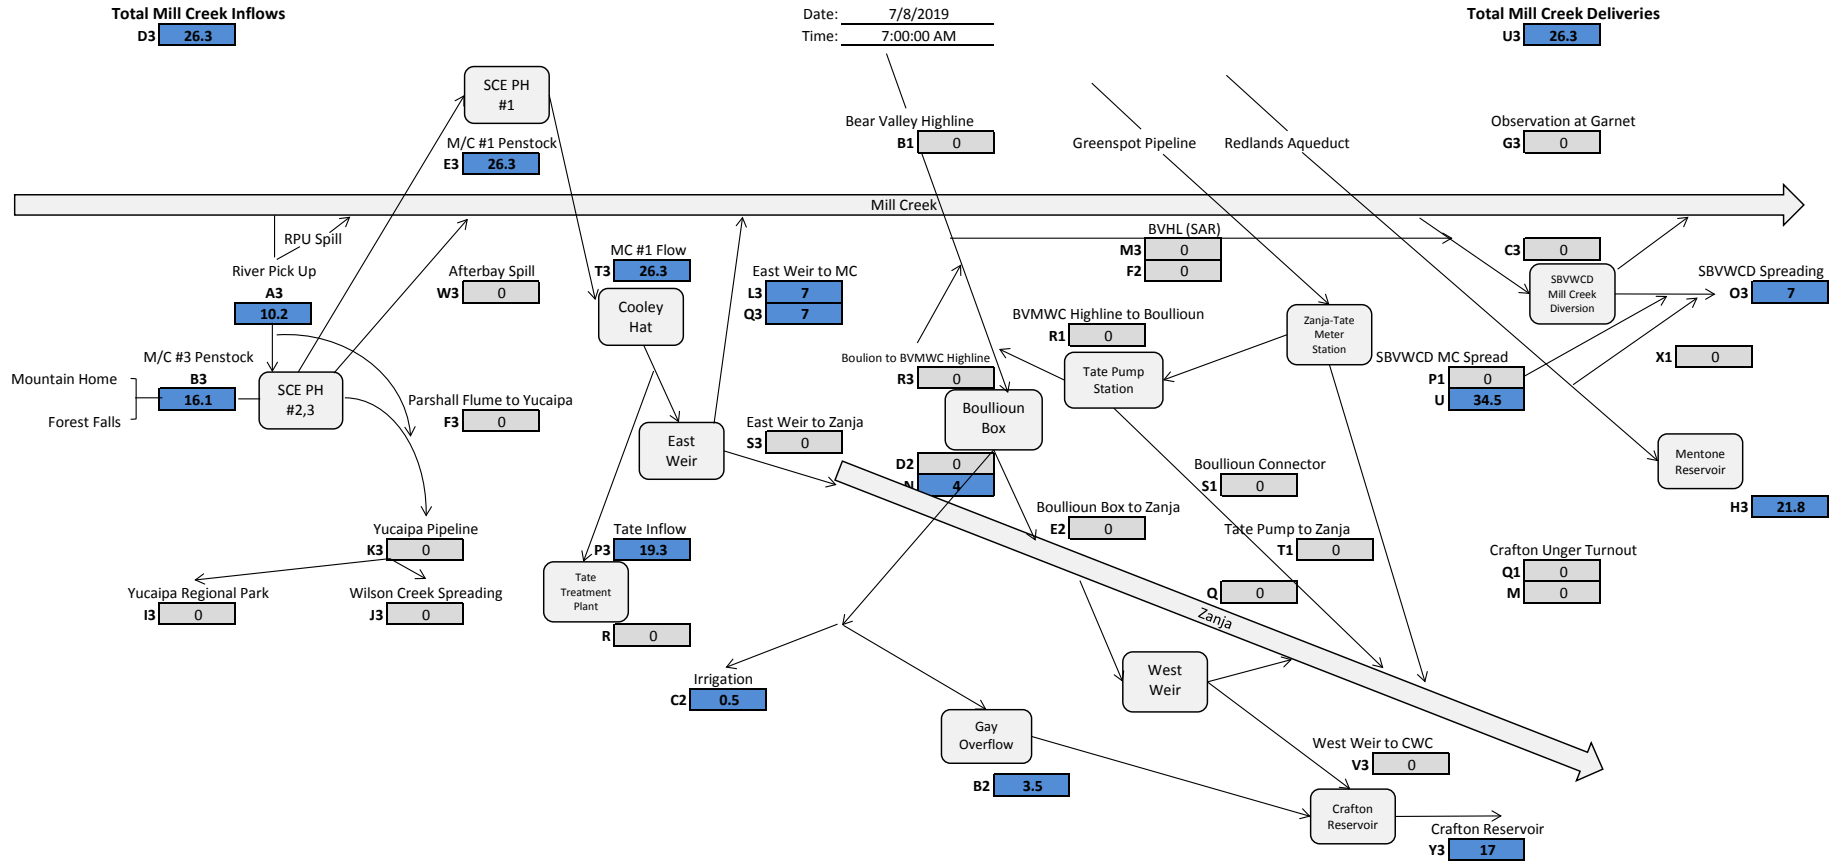 Total Mill Creek Inflows
D3 26.3
Date: 7/8/2019
Time: 7:00:00 AM
Total Mill Creek Deliveries
U3 26.3
SCE PH
#1
M/C #1 Penstock
E3 26.3
Bear Valley Highline
B1 0
Greenspot Pipeline
Redlands Aqueduct
Observation at Garnet
G3 0
Mill Creek
RPU Spill
River Pick Up
A3
10.2
Afterbay Spill
W3 0
MC #1 Flow
T3 26.3
Cooley
Hat
East Weir to MC
L3 7
Q3 7
BVHL (SAR)
M3 0
F2 0
C3 0
SBVWCD
Mill Creek
Diversion
SBVWCD Spreading
O3 7
BVMWC Highline to Boullioun
R1 0
Zanja-Tate
Meter
Station
Boulion to BVMWC Highline
R3 0
Tate Pump
Station
SBVWCD MC Spread
P1 0
U 34.5
X1 0
M/C #3 Penstock
B3
16.1
Mountain Home
Forest Falls
SCE PH
#2,3
Parshall Flume to Yucaipa
F3 0
East
Weir
East Weir to Zanja
S3 0
Boullioun
Box
D2 0
N 4
Boullioun Connector
S1 0
Mentone
Reservoir
H3 21.8
Boullioun Box to Zanja
E2 0
Tate Pump to Zanja
T1 0
Yucaipa Pipeline
K3 0
Tate Inflow
P3 19.3
Tate
Treatment
Plant
R 0
Crafton Unger Turnout
Q1 0
M 0
Yucaipa Regional Park
I3 0
Wilson Creek Spreading
J3 0
Q 0
Zanja
Irrigation
C2 0.5
West
Weir
Gay
Overflow
B2 3.5
West Weir to CWC
V3 0
Crafton
Reservoir
Crafton Reservoir
Y3 17